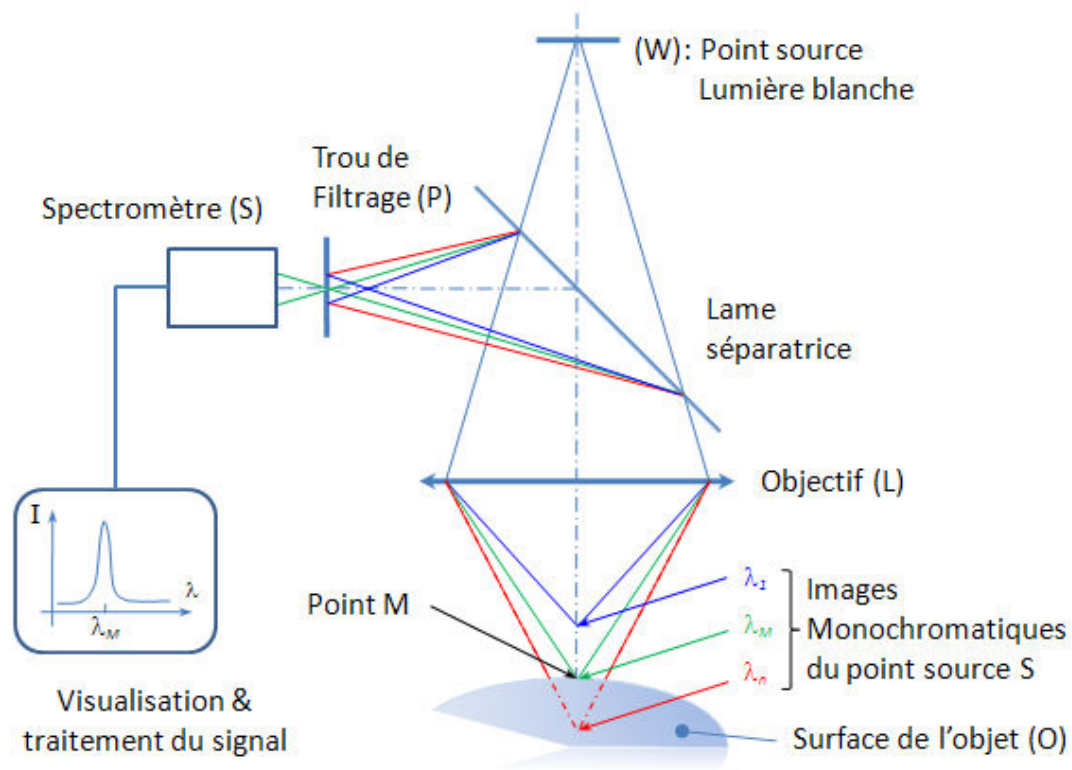 (W): Point source
Lumière blanche
Trou de
Filtrage (P)
Spectromètre (S)
Lame
séparatrice
Objectif (L)
I
λ
λM
Point M
λ1
λM
λn
Images
Monochromatiques
du point source S
Visualisation &
traitement du signal
Surface de l'objet (O)